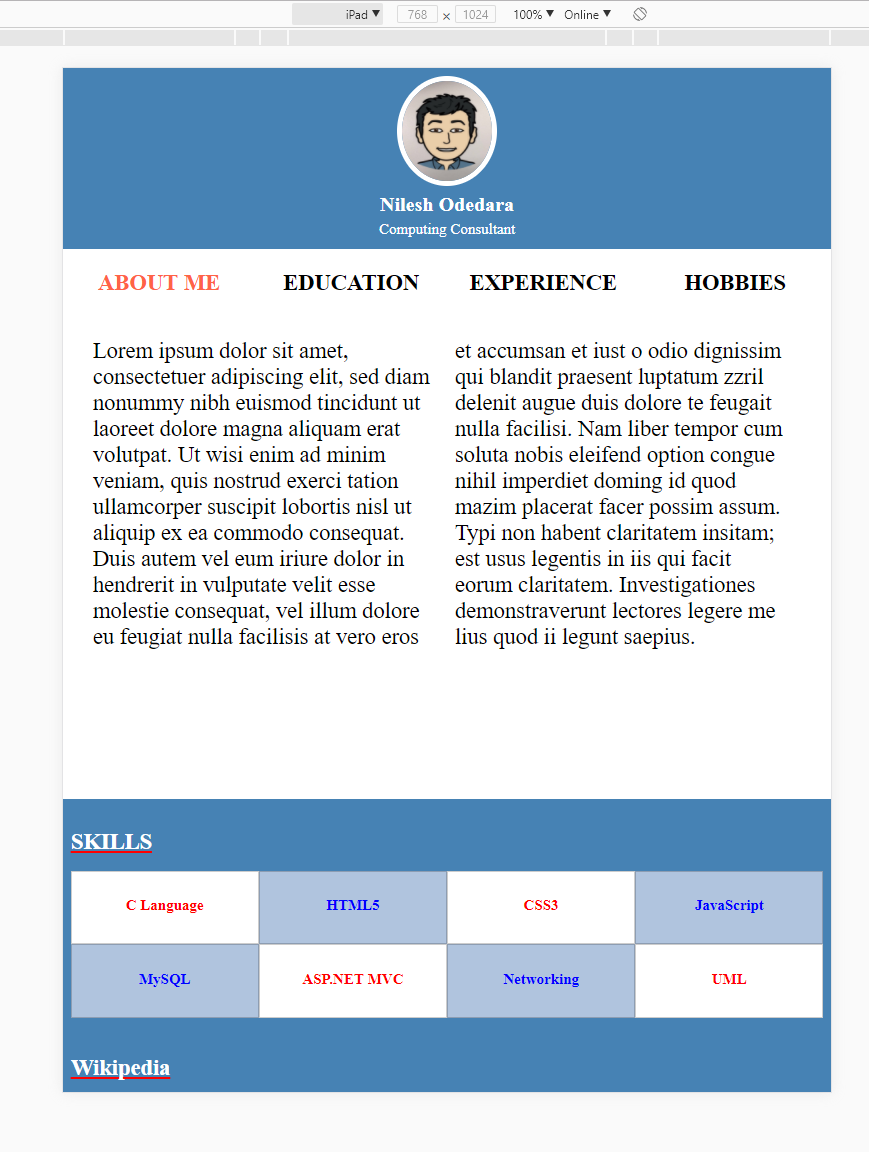 iPad ▼ 768 × 1024 100% ▼ Online ▼
Nilesh Odedara
Computing Consultant
ABOUT ME EDUCATION EXPERIENCE HOBBIES
Lorem ipsum dolor sit amet,
consectetuer adipiscing elit, sed diam
nonummy nibh euismod tincidunt ut
laoreet dolore magna aliquam erat
volutpat. Ut wisi enim ad minim
veniam, quis nostrud exerci tation
ullamcorper suscipit lobortis nisl ut
aliquip ex ea commodo consequat.
Duis autem vel eum iriure dolor in
hendrerit in vulputate velit esse
molestie consequat, vel illum dolore
eu feugiat nulla facilisis at vero eros
et accumsan et iust o odio dignissim
qui blandit praesent luptatum zzril
delenit augue duis dolore te feugait
nulla facilisi. Nam liber tempor cum
soluta nobis eleifend option congue
nihil imperdiet doming id quod
mazim placerat facer possim assum.
Typi non habent claritatem insitam;
est usus legentis in iis qui facit
eorum claritatem. Investigationes
demonstraverunt lectores legere me
lius quod ii legunt saepius.
SKILLS
C Language HTML5 CSS3 JavaScript
MySQL ASP.NET MVC Networking UML
Wikipedia